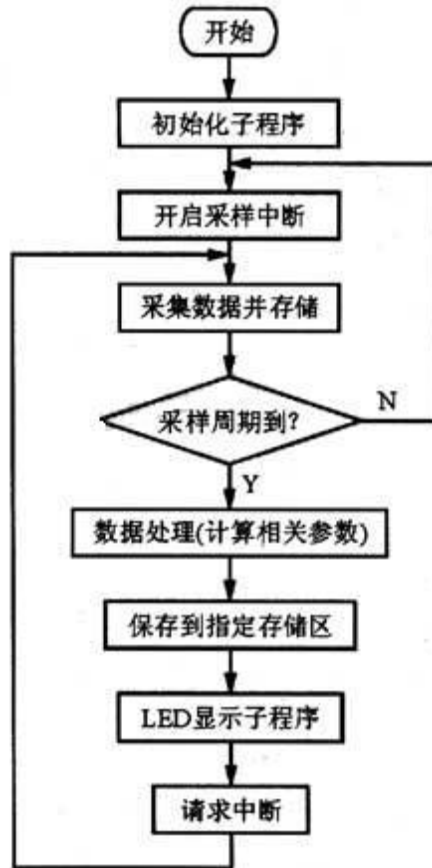 开始
初始化子程序
开启采样中断
采集数据并存储
采样周期到?
N
Y
数据处理(计算相关参数)
保存到指定存储区
LED显示子程序
请求中断